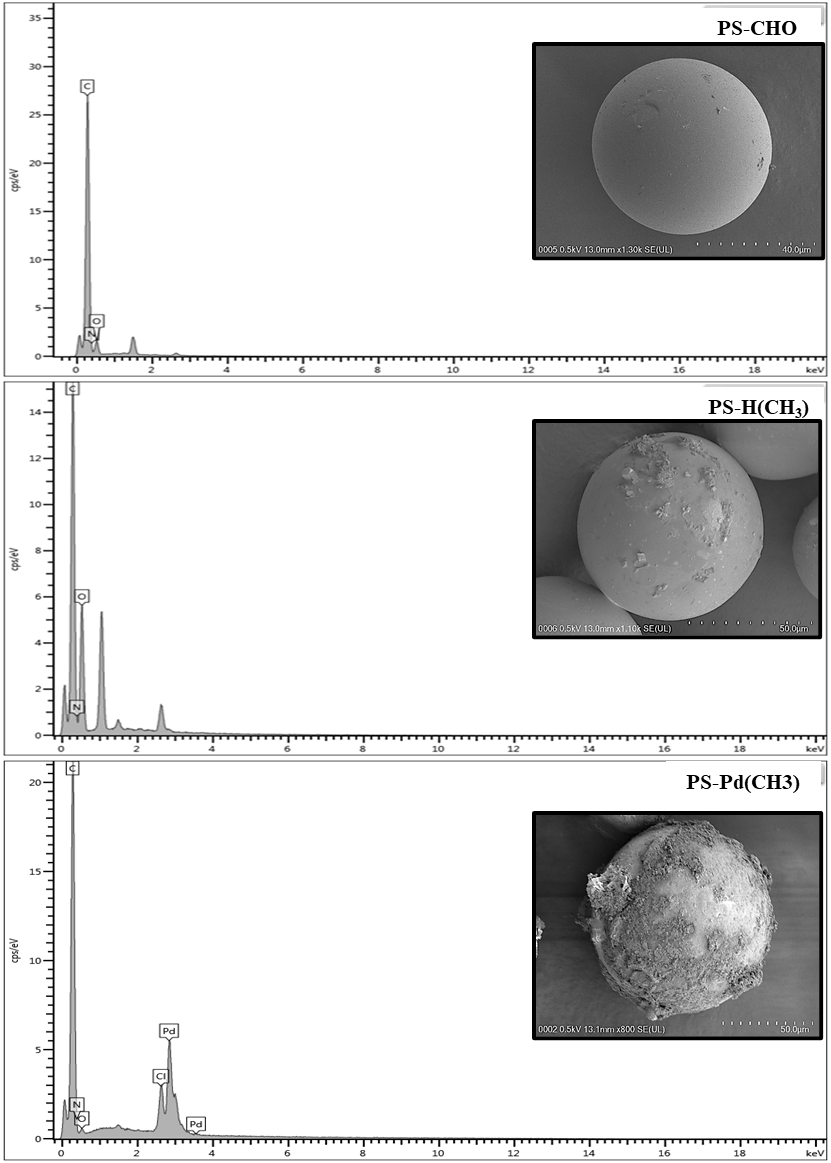 PS-CHO
35
30
25
20
15
10
5
0
cps/eV
C
O
N
0005 0.5kV 13.0mm x1.30k SE(UL) 40.0µm
0 2 4 6 8 10 12 14 16 18 keV
PS-H(CH₃)
14
12
10
8
6
4
2
0
cps/eV
C
O
N
0006 0.5kV 13.0mm x1.10k SE(UL) 50.0µm
0 2 4 6 8 10 12 14 16 18 keV
PS-Pd(CH3)
20
15
10
5
0
cps/eV
C
Pd
Cl
N
O
Pd
0002 0.5kV 13.1mm x800 SE(UL) 50.0µm
0 2 4 6 8 10 12 14 16 18 keV